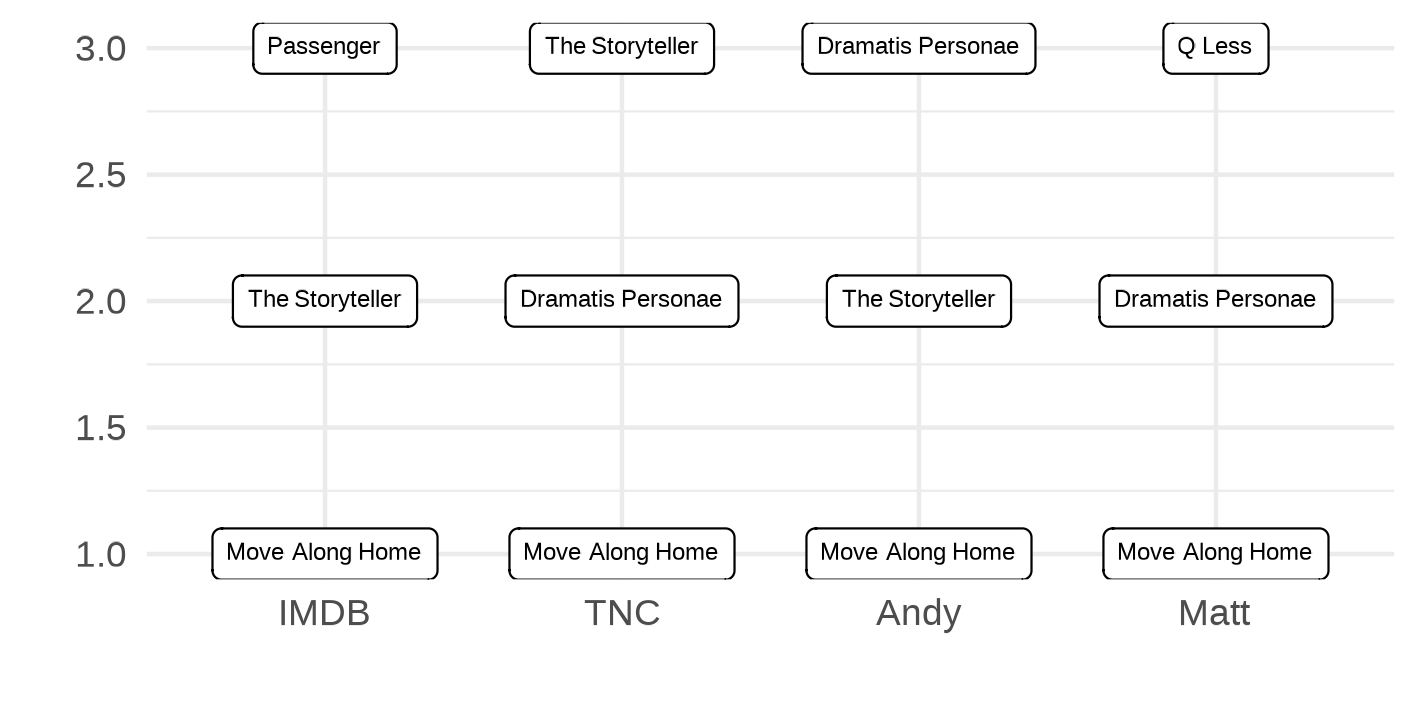 3.0 Passenger The Storyteller Dramatis Personae Q Less
2.5
2.0 The Storyteller Dramatis Personae The Storyteller Dramatis Personae
1.5
1.0 Move Along Home Move Along Home Move Along Home Move Along Home
IMDB TNC Andy Matt